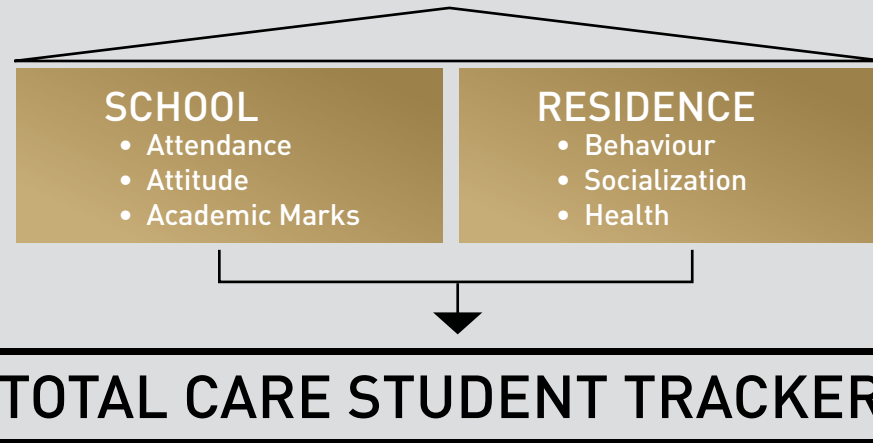 SCHOOL
• Attendance
• Attitude
• Academic Marks
RESIDENCE
• Behaviour
• Socialization
• Health
TOTAL CARE STUDENT TRACKER